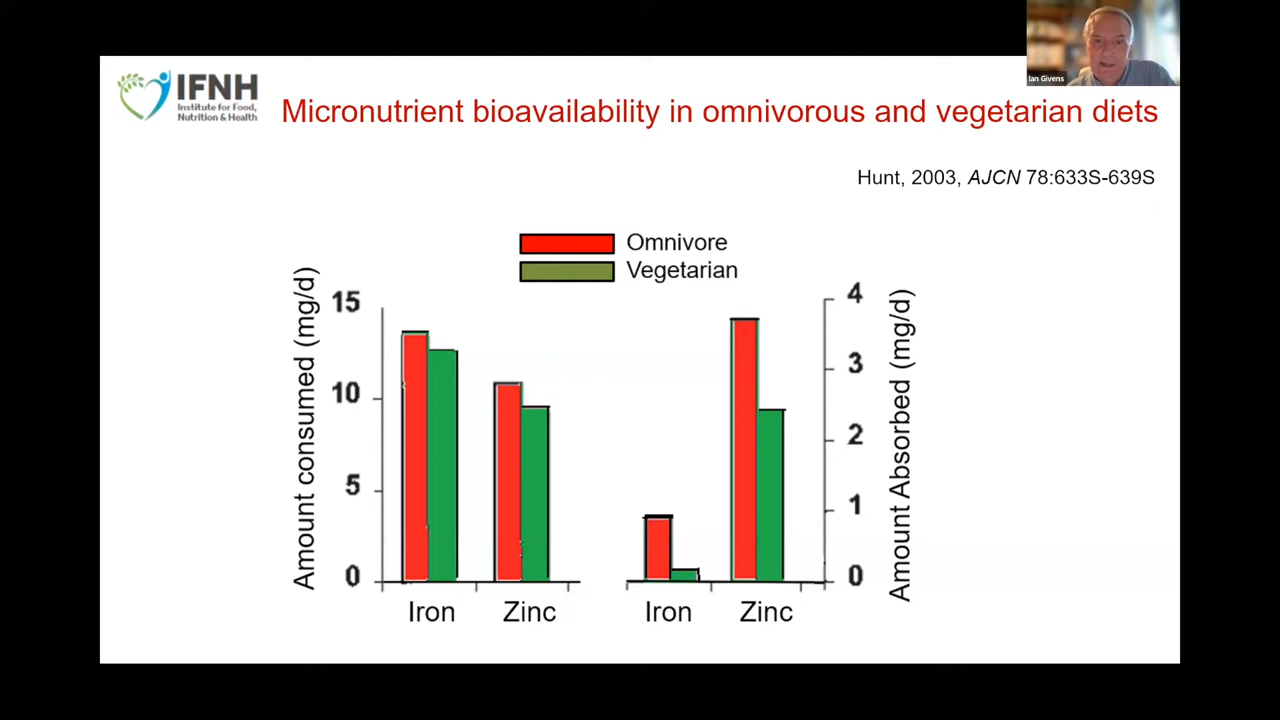 Ian Givens
IFNH
Institute for Food,
Nutrition & Health
Micronutrient bioavailability in omnivorous and vegetarian diets
Hunt, 2003, AJCN 78:633S-639S
Omnivore
Vegetarian
Amount consumed (mg/d)
15
10
5
0
Iron
Zinc
Iron
Zinc
4
3
2
1
0
Amount Absorbed (mg/d)